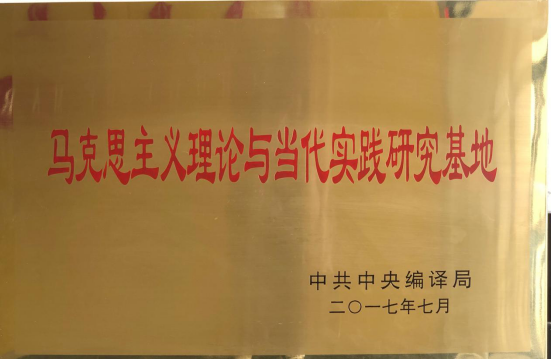 马克思主义理论与当代实践研究基地
中共中央编译局
二〇一七年七月